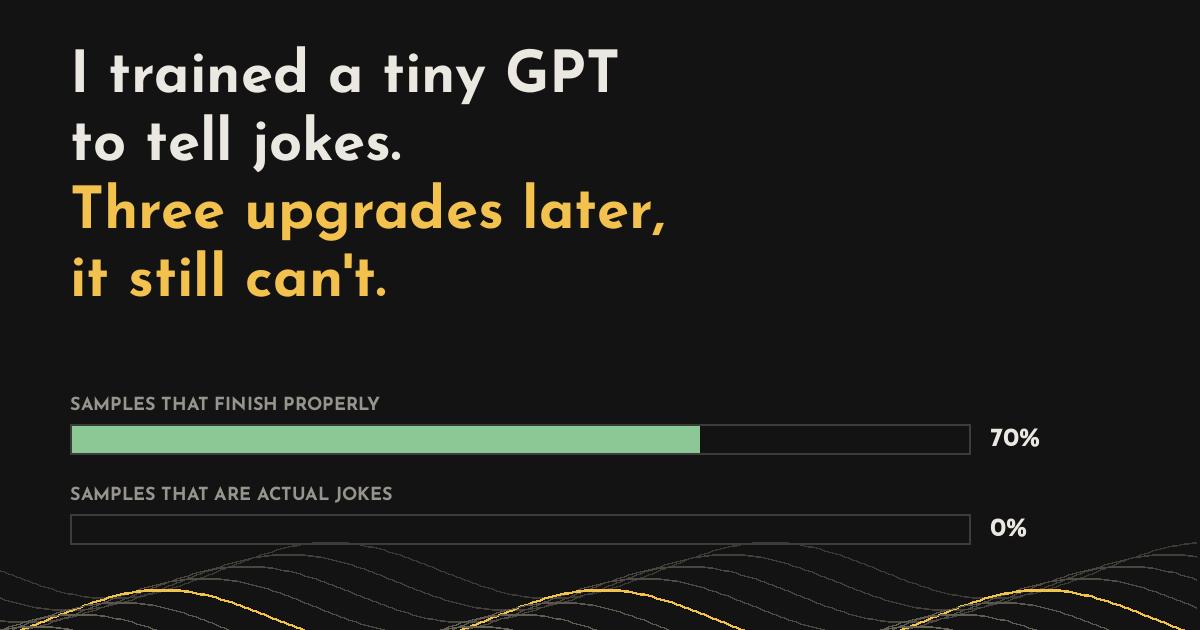 I trained a tiny GPT
to tell jokes.
Three upgrades later,
it still can't.
SAMPLES THAT FINISH PROPERLY
70%
SAMPLES THAT ARE ACTUAL JOKES
0%